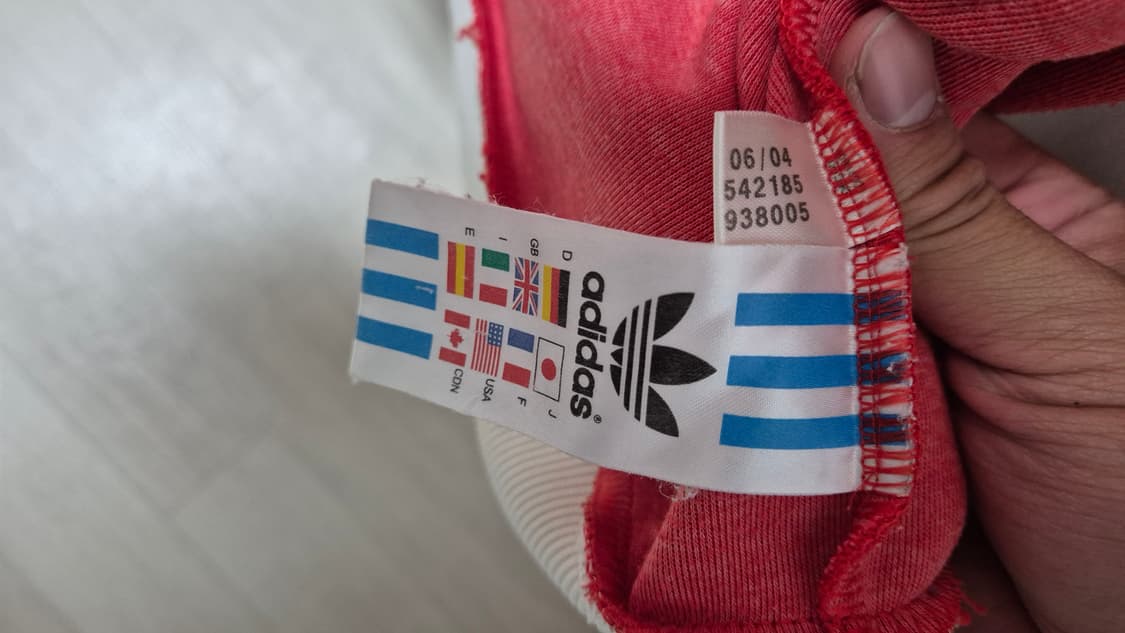 06/04
542185
938005
adidas®
D
GB
I
E
J
F
USA
CDN